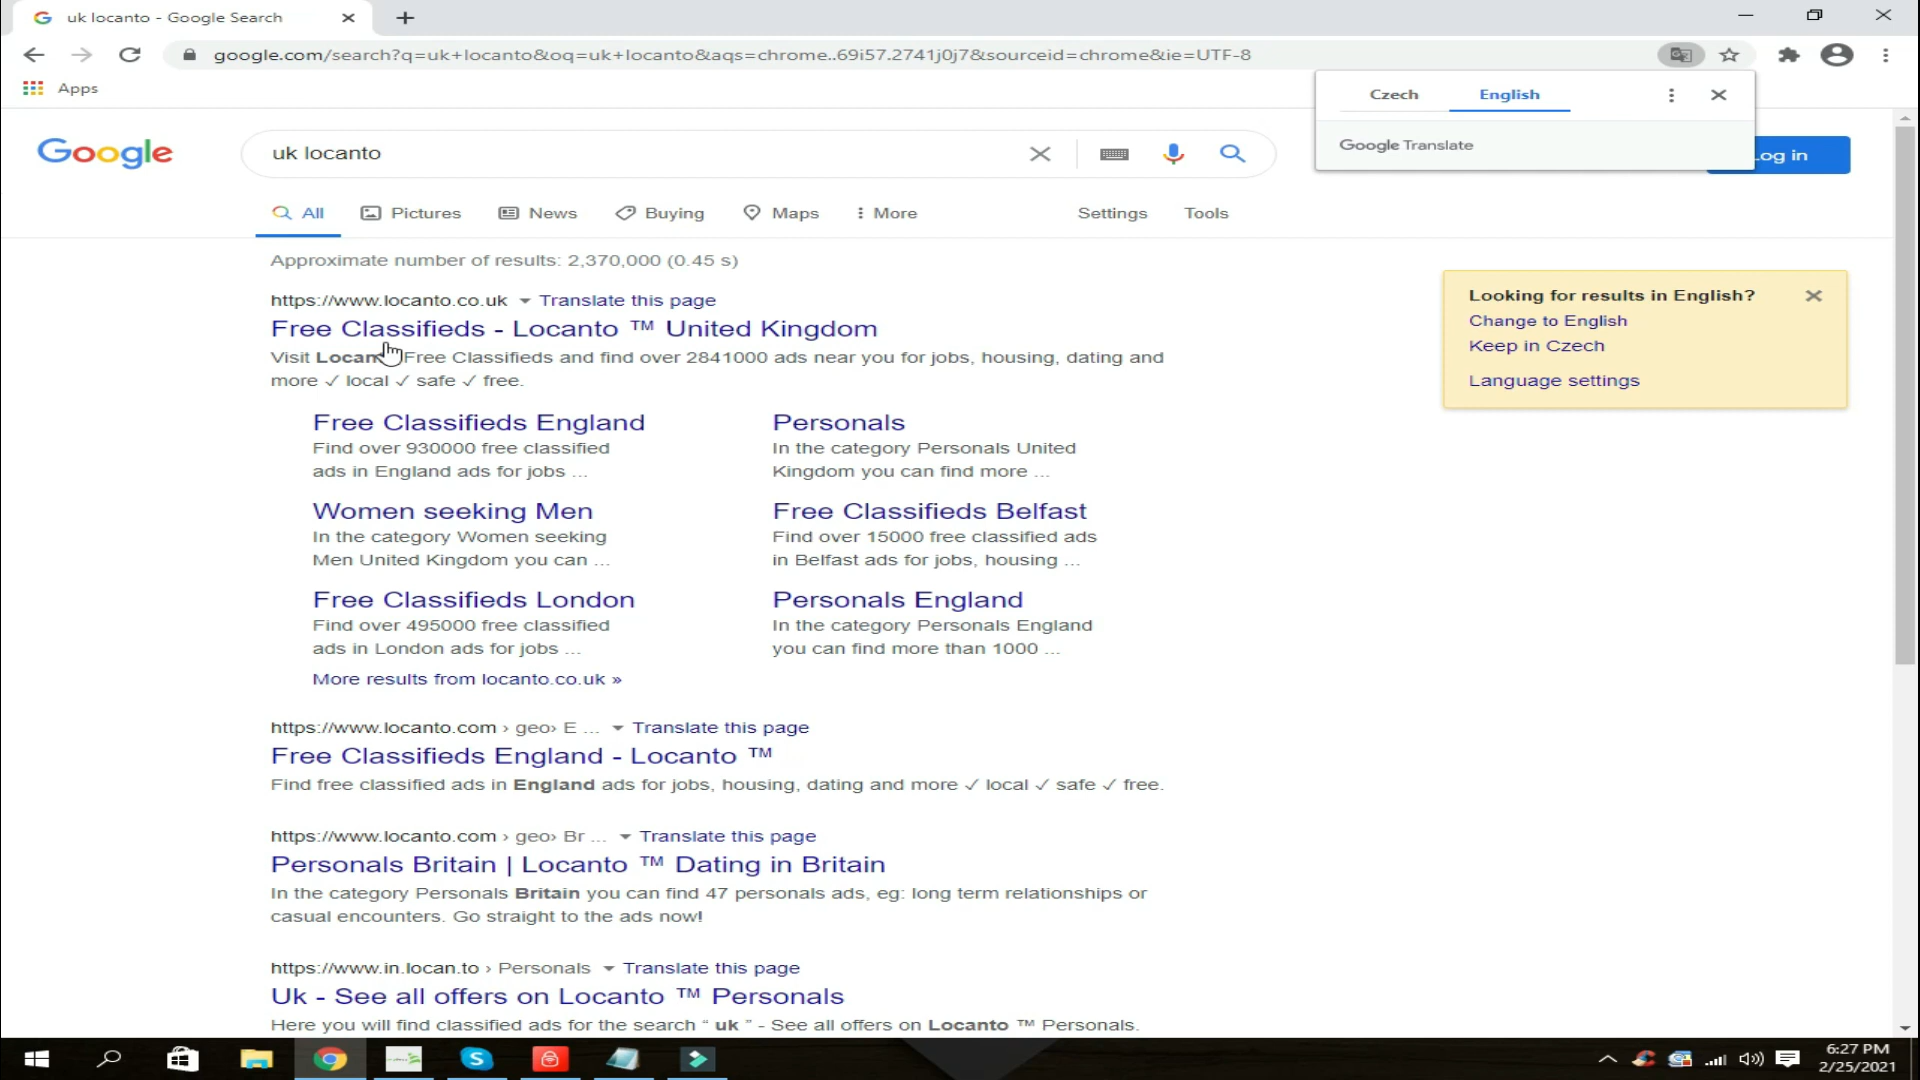 uk locanto - Google Search
google.com/search?q=uk+locanto&oq=uk+locanto&aqs=chrome..69i57.2741j0j7&sourceid=chrome&ie=UTF-8
Apps
Czech English
Google Translate
Google
uk locanto
Log in
All Pictures News Buying Maps More Settings Tools
Approximate number of results: 2,370,000 (0.45 s)
https://www.locanto.co.uk Translate this page
Free Classifieds - Locanto ™ United Kingdom
Visit Locan Free Classifieds and find over 2841000 ads near you for jobs, housing, dating and
more ✓ local ✓ safe ✓ free.
Looking for results in English?
Change to English
Keep in Czech
Language settings
Free Classifieds England
Find over 930000 free classified
ads in England ads for jobs ...
Personals
In the category Personals United
Kingdom you can find more ...
Women seeking Men
In the category Women seeking
Men United Kingdom you can ...
Free Classifieds Belfast
Find over 15000 free classified ads
in Belfast ads for jobs, housing ...
Free Classifieds London
Find over 495000 free classified
ads in London ads for jobs ...
Personals England
In the category Personals England
you can find more than 1000 ...
More results from locanto.co.uk »
https://www.locanto.com › geo› E ... Translate this page
Free Classifieds England - Locanto ™
Find free classified ads in England ads for jobs, housing, dating and more ✓ local ✓ safe ✓ free.
https://www.locanto.com › geo› Br ... Translate this page
Personals Britain | Locanto ™ Dating in Britain
In the category Personals Britain you can find 47 personals ads, eg: long term relationships or
casual encounters. Go straight to the ads now!
https://www.in.locan.to › Personals Translate this page
Uk - See all offers on Locanto ™ Personals
Here you will find classified ads for the search “ uk ” - See all offers on Locanto ™ Personals.
6:27 PM
2/25/2021